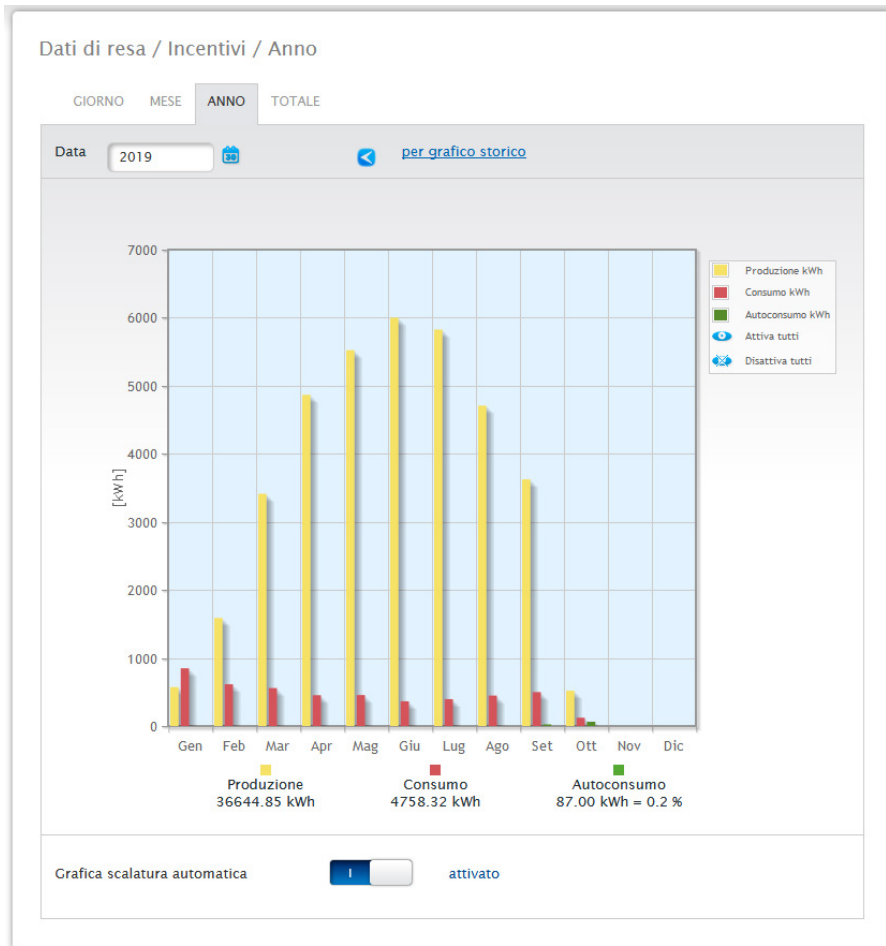 Dati di resa / Incentivi / Anno
GIORNO MESE ANNO TOTALE
Data 2019 30 per grafico storico
7000
6000
5000
4000
3000
2000
1000
0
[kWh]
Gen Feb Mar Apr Mag Giu Lug Ago Set Ott Nov Dic
Produzione kWh
Consumo kWh
Autoconsumo kWh
Attiva tutti
Disattiva tutti
Produzione Consumo Autoconsumo
36644.85 kWh 4758.32 kWh 87.00 kWh = 0.2 %
Grafica scalatura automatica I attivato